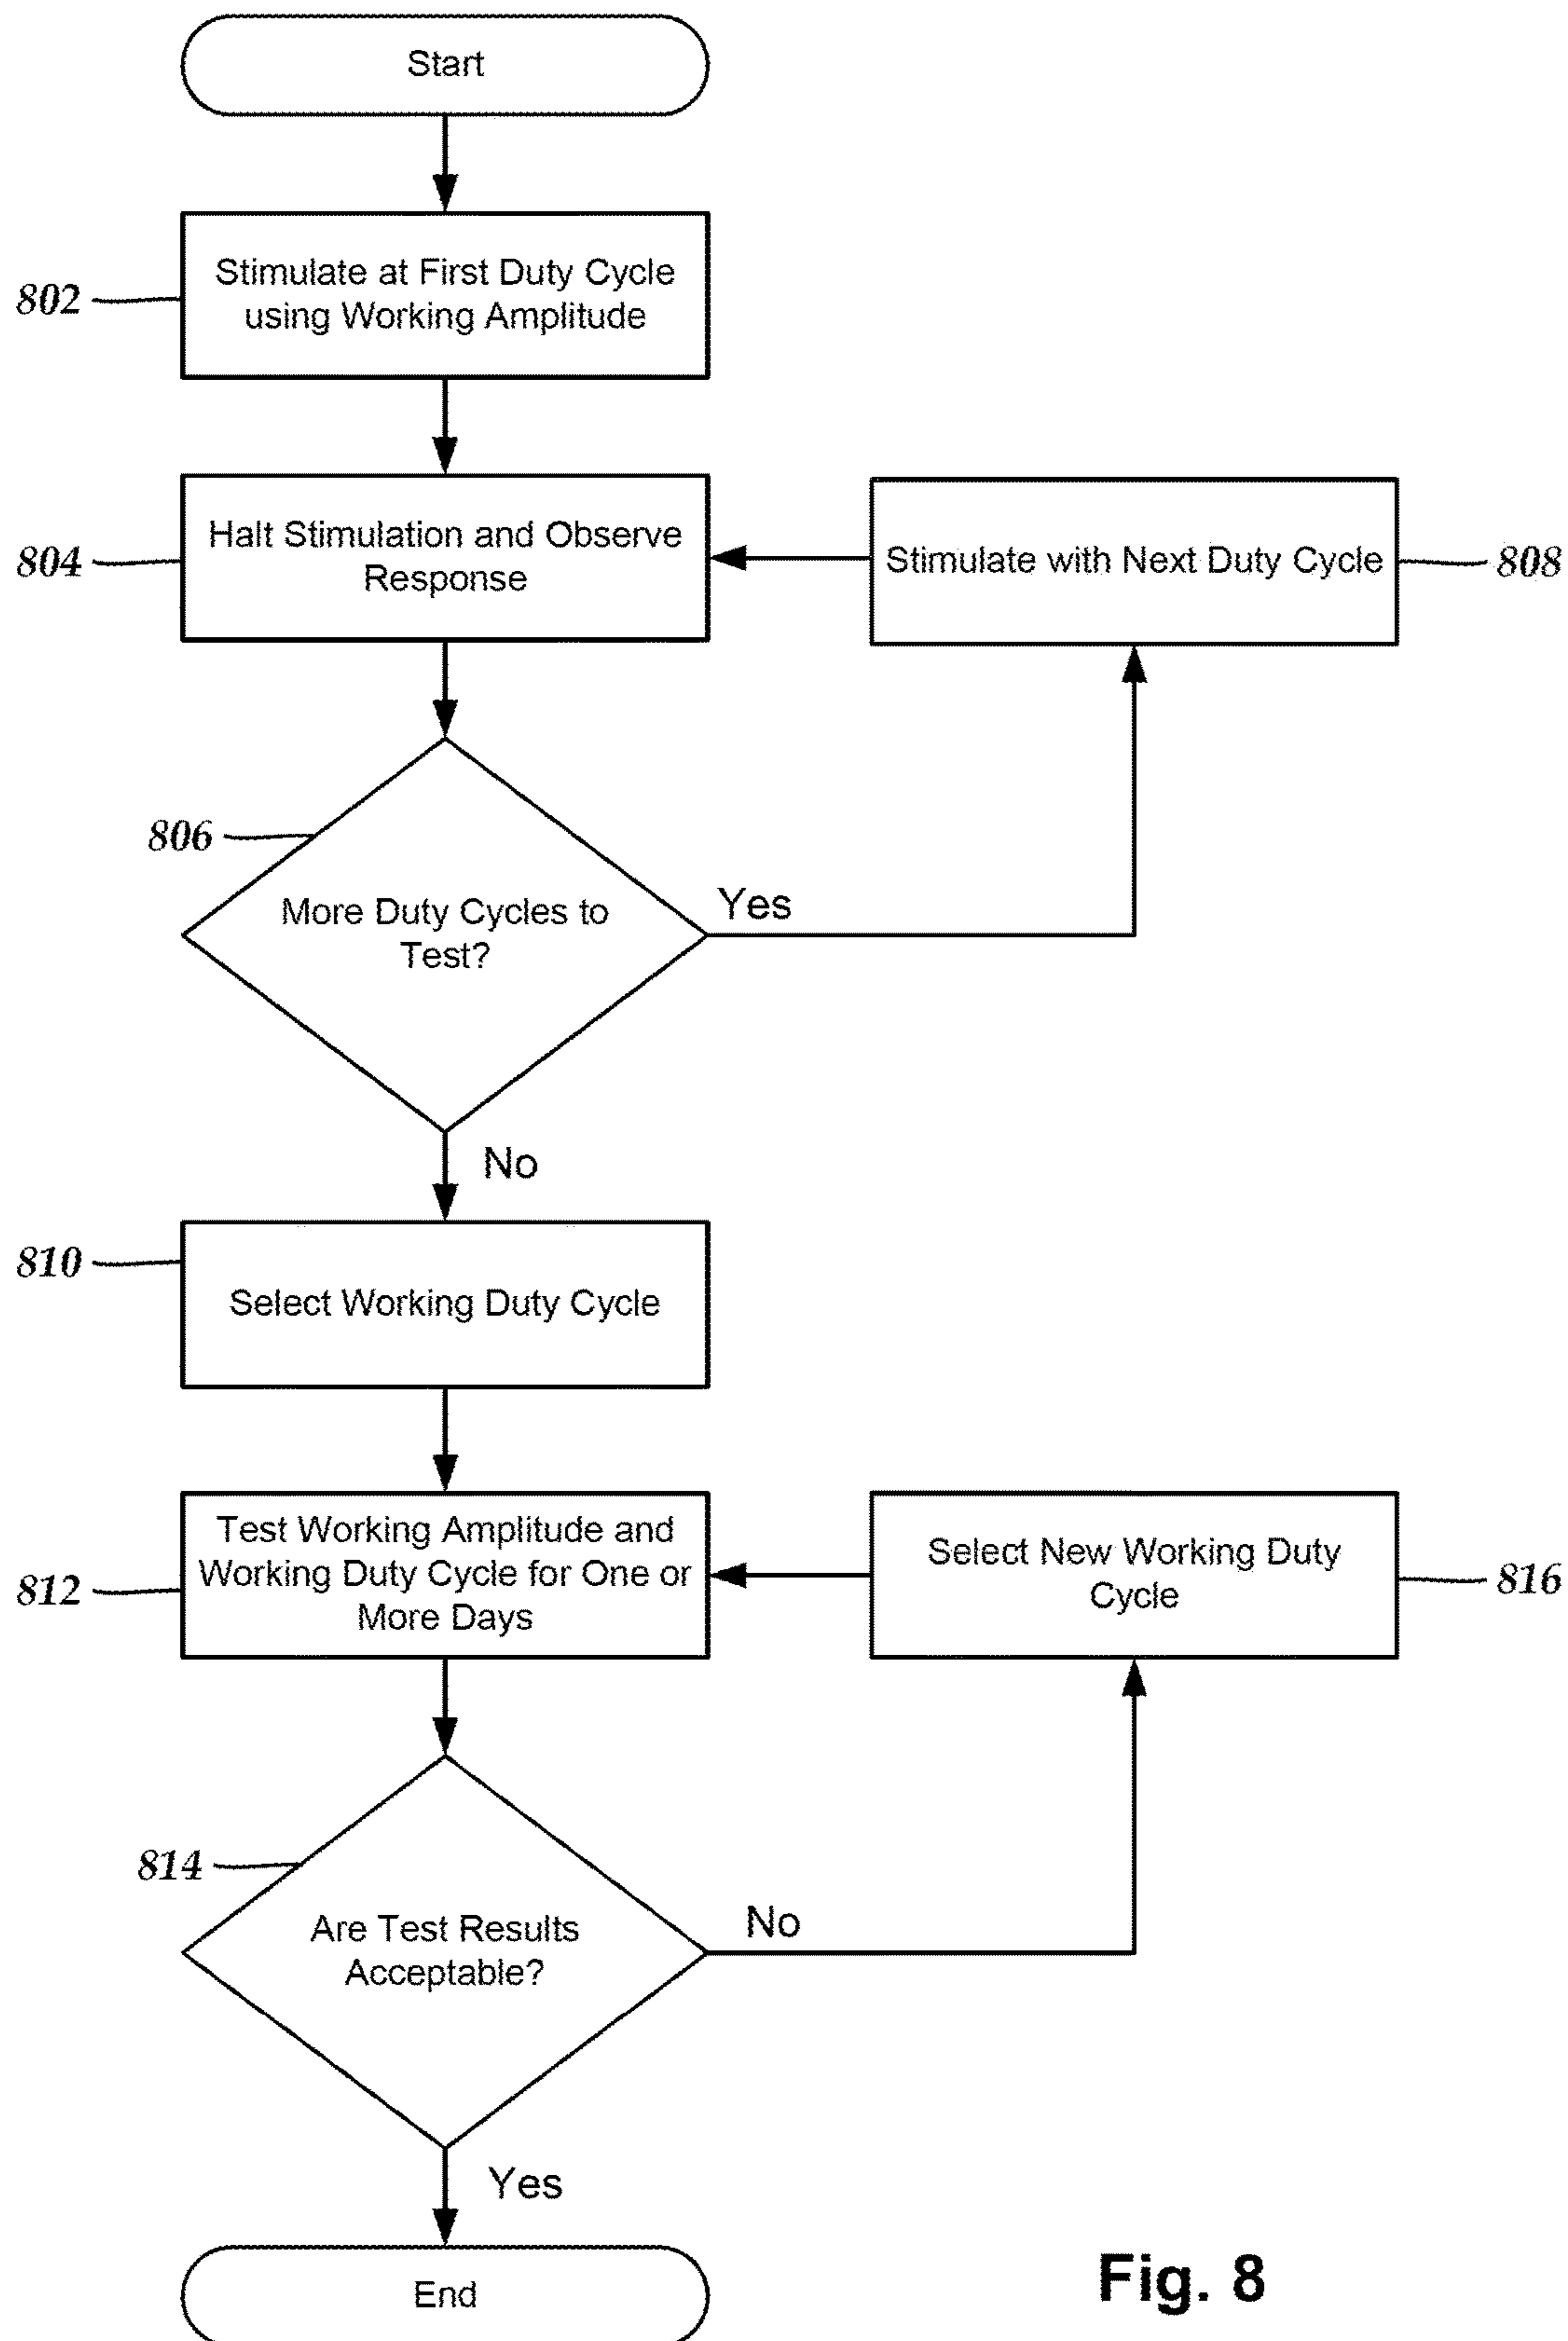 Start
802
Stimulate at First Duty Cycle
using Working Amplitude
804
Halt Stimulation and Observe
Response
Stimulate with Next Duty Cycle
808
806
More Duty Cycles to
Test?
Yes
No
810
Select Working Duty Cycle
812
Test Working Amplitude and
Working Duty Cycle for One or
More Days
Select New Working Duty
Cycle
816
814
Are Test Results
Acceptable?
No
Yes
End
Fig. 8